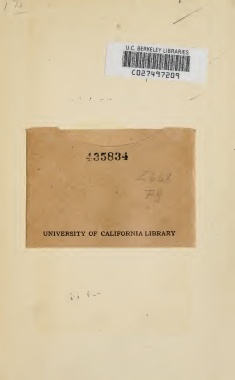 U.C. BERKELEY LIBRARIES
C027497209
435834
UNIVERSITY OF CALIFORNIA LIBRARY